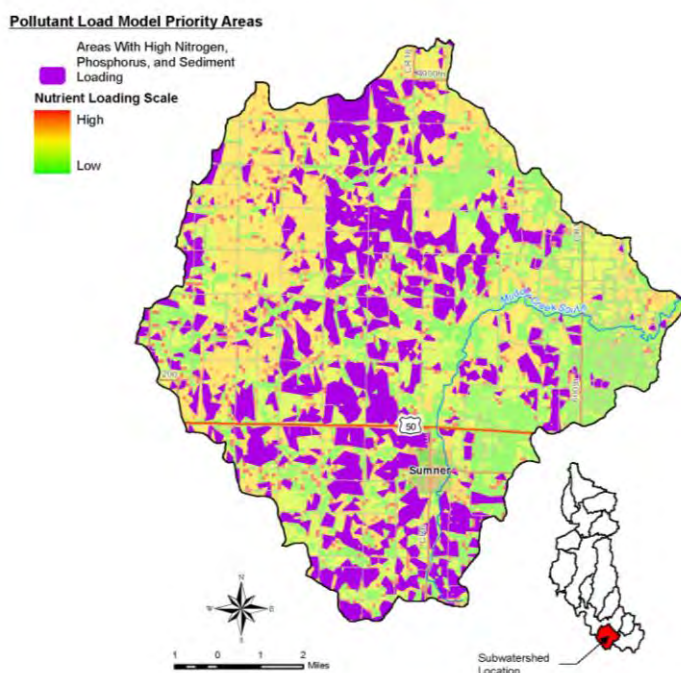 Pollutant Load Model Priority Areas
Areas With High Nitrogen,
Phosphorus, and Sediment
Loading
Nutrient Loading Scale
High
Low
Creek South
50
Sumner
N
W
E
S
1 0 1 2
Miles
Subwatershed
Location